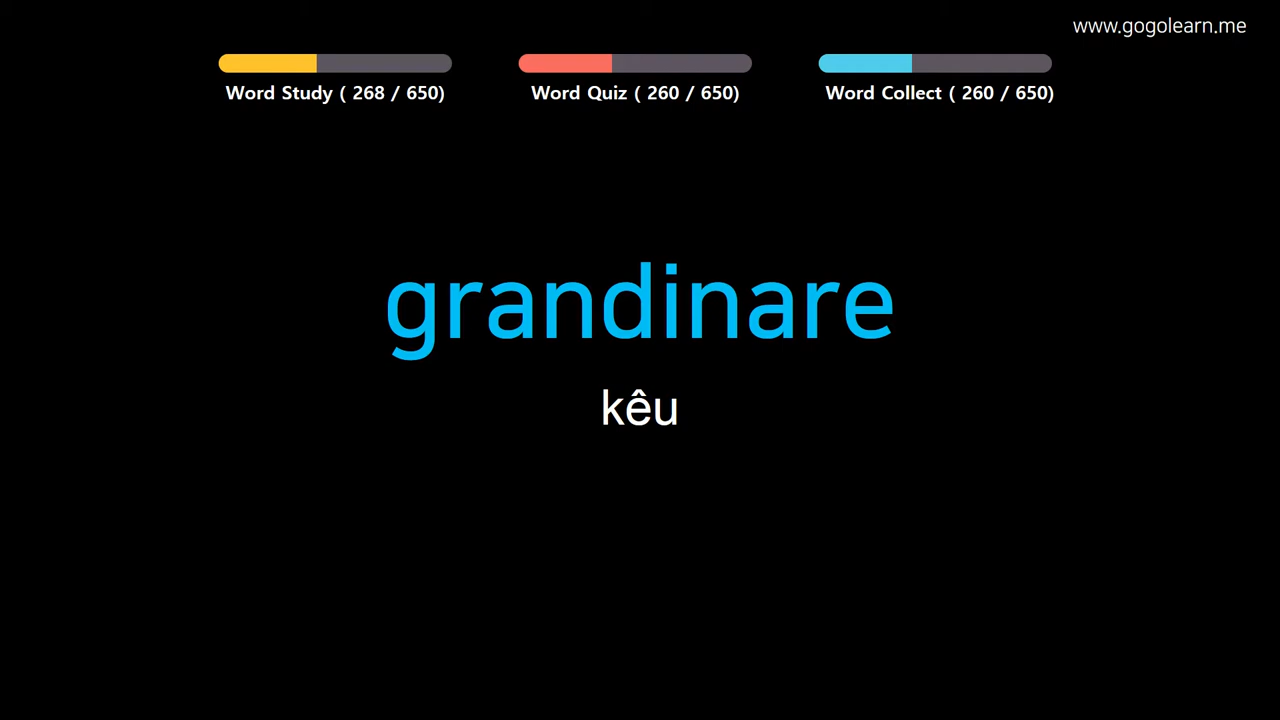 www.gogolearn.me
Word Study ( 268 / 650)
Word Quiz ( 260 / 650)
Word Collect ( 260 / 650)
grandinare
kêu